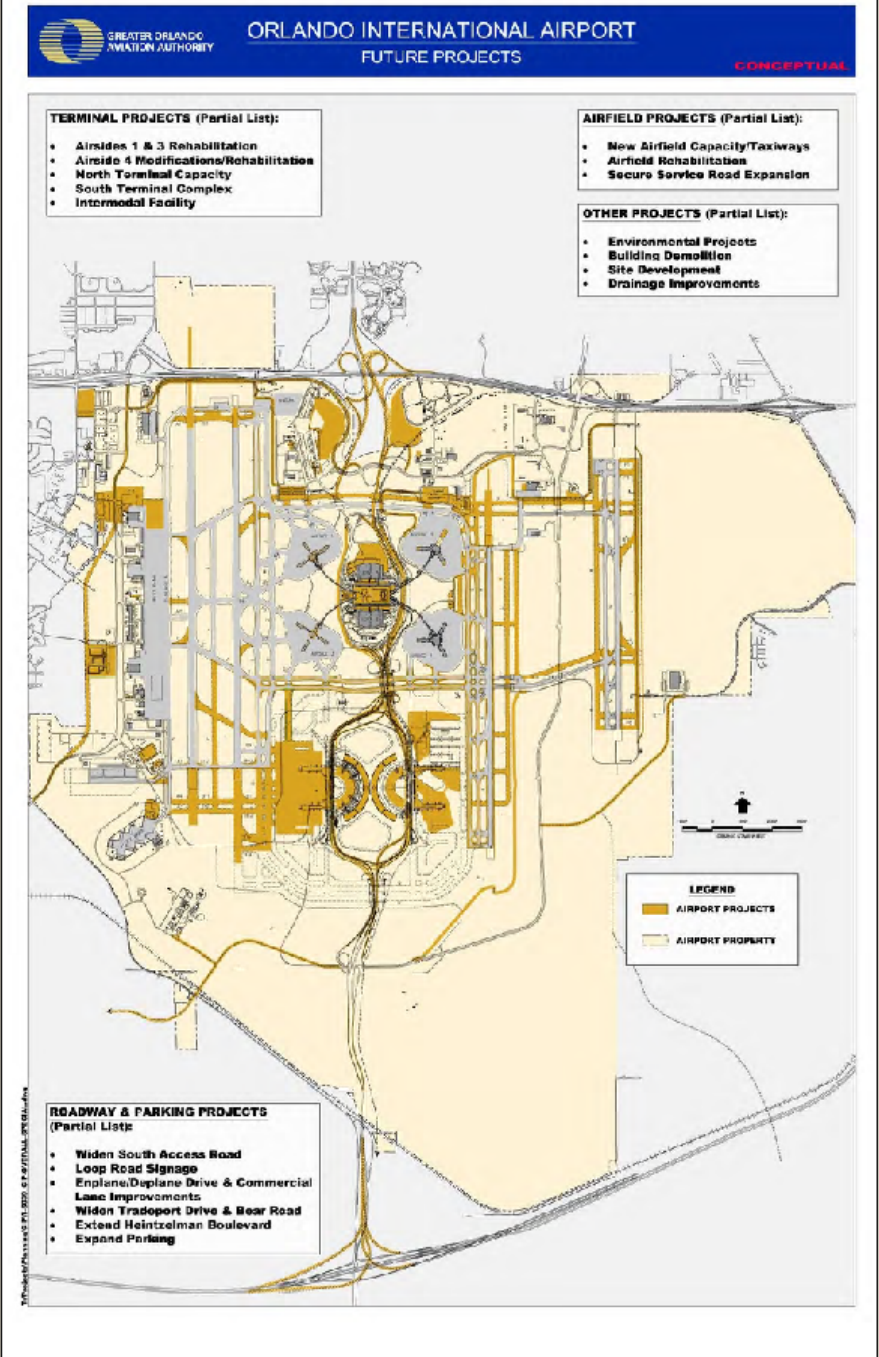 GREATER ORLANDO
AVIATION AUTHORITY
ORLANDO INTERNATIONAL AIRPORT
FUTURE PROJECTS
CONCEPTUAL
TERMINAL PROJECTS (Partial List):
• Airsides 1 & 3 Rehabilitation
• Airside 4 Modifications/Rehabilitation
• North Terminal Capacity
• South Terminal Complex
• Intermodal Facility
AIRFIELD PROJECTS (Partial List):
• New Airfield Capacity/Taxiways
• Airfield Rehabilitation
• Secure Service Road Expansion
OTHER PROJECTS (Partial List):
• Environmental Projects
• Building Demolition
• Site Development
• Drainage Improvements
LEGEND
AIRPORT PROJECTS
AIRPORT PROPERTY
ROADWAY & PARKING PROJECTS
(Partial List):
• Widen South Access Road
• Loop Road Signage
• Enplane/Deplane Drive & Commercial
Lane Improvements
• Widen Tradeport Drive & Bear Road
• Extend Heintzelman Boulevard
• Expand Parking